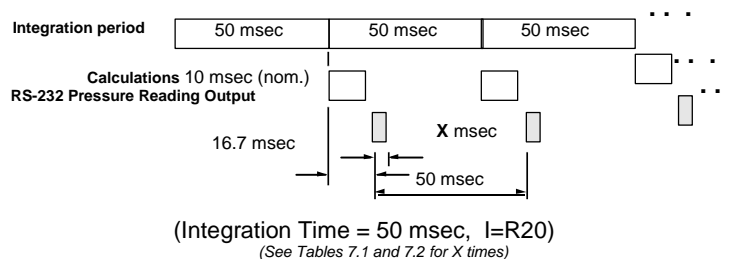 Integration period 50 msec 50 msec 50 msec
Calculations 10 msec (nom.)
RS-232 Pressure Reading Output
X msec
16.7 msec
50 msec
(Integration Time = 50 msec, I=R20)
(See Tables 7.1 and 7.2 for X times)